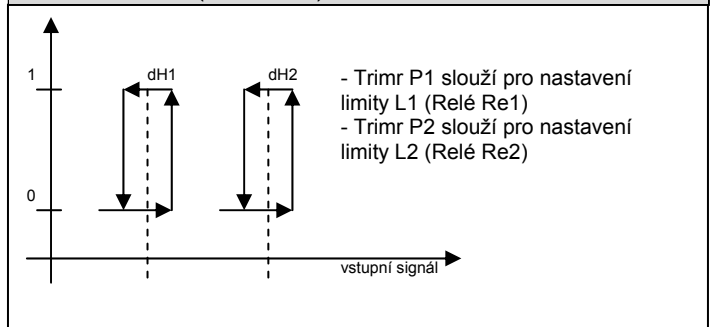 1
dH1
dH2
- Trimr P1 slouží pro nastavení
limity L1 (Relé Re1)
- Trimr P2 slouží pro nastavení
limity L2 (Relé Re2)
0
vstupní signál